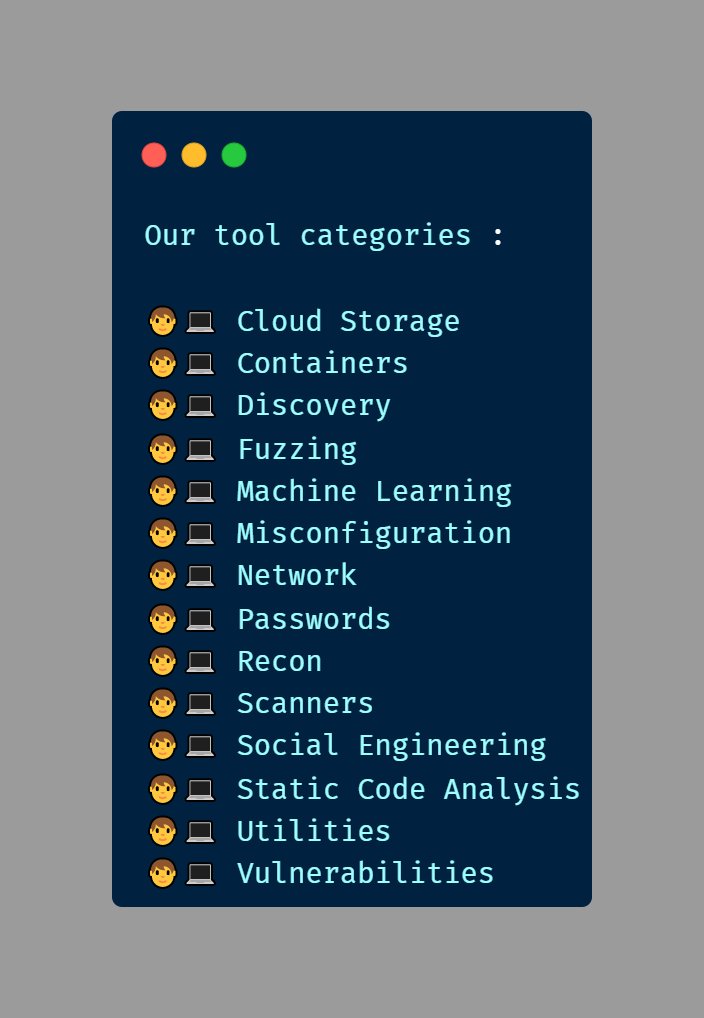 Our tool categories :
🧑💻 Cloud Storage
🧑💻 Containers
🧑💻 Discovery
🧑💻 Fuzzing
🧑💻 Machine Learning
🧑💻 Misconfiguration
🧑💻 Network
🧑💻 Passwords
🧑💻 Recon
🧑💻 Scanners
🧑💻 Social Engineering
🧑💻 Static Code Analysis
🧑💻 Utilities
🧑💻 Vulnerabilities